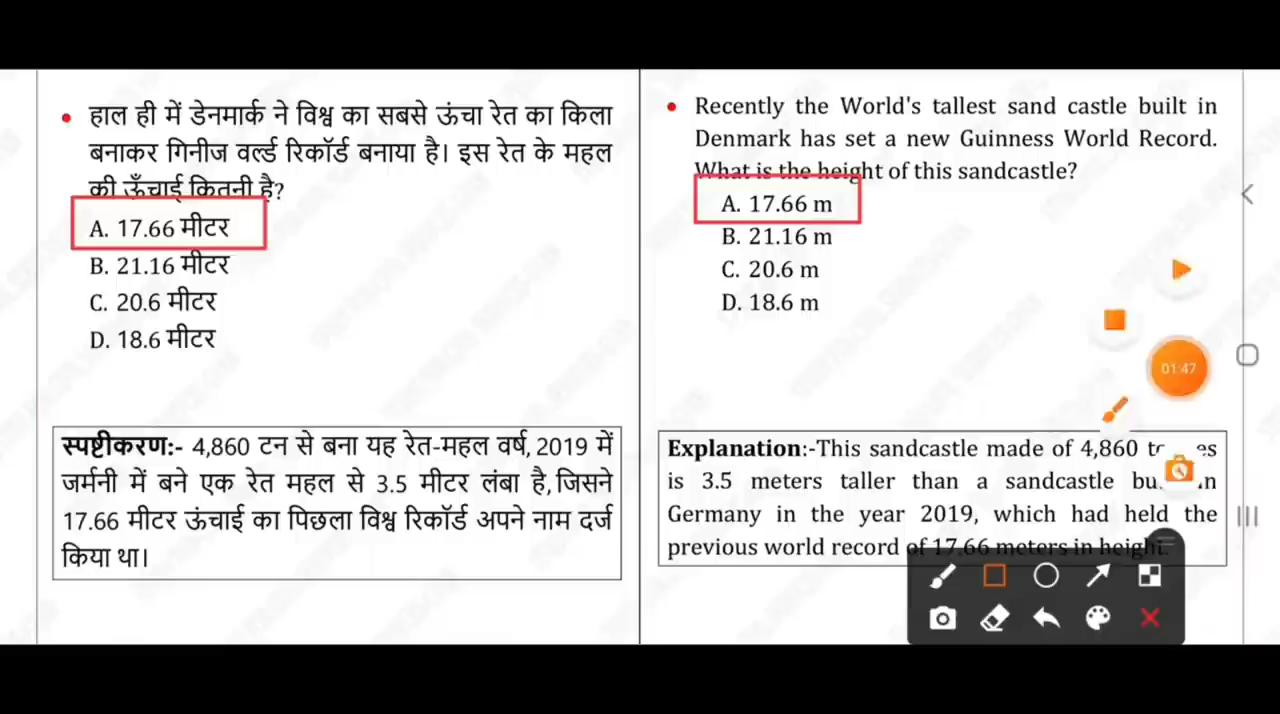 हाल ही में डेनमार्क ने विश्व का सबसे ऊंचा रेत का किला
बनाकर गिनीज वर्ल्ड रिकॉर्ड बनाया है। इस रेत के महल
की ऊँचाई कितनी है?
A. 17.66 मीटर
B. 21.16 मीटर
C. 20.6 मीटर
D. 18.6 मीटर
स्पष्टीकरण:- 4,860 टन से बना यह रेत-महल वर्ष, 2019 में
जर्मनी में बने एक रेत महल से 3.5 मीटर लंबा है, जिसने
17.66 मीटर ऊंचाई का पिछला विश्व रिकॉर्ड अपने नाम दर्ज
किया था।
Recently the World's tallest sand castle built in
Denmark has set a new Guinness World Record.
What is the height of this sandcastle?
A. 17.66 m
B. 21.16 m
C. 20.6 m
D. 18.6 m
Explanation:-This sandcastle made of 4,860
is 3.5 meters taller than a sandcastle
Germany in the year 2019, which had held the
previous world record of 17.66 meters in height.
01:47